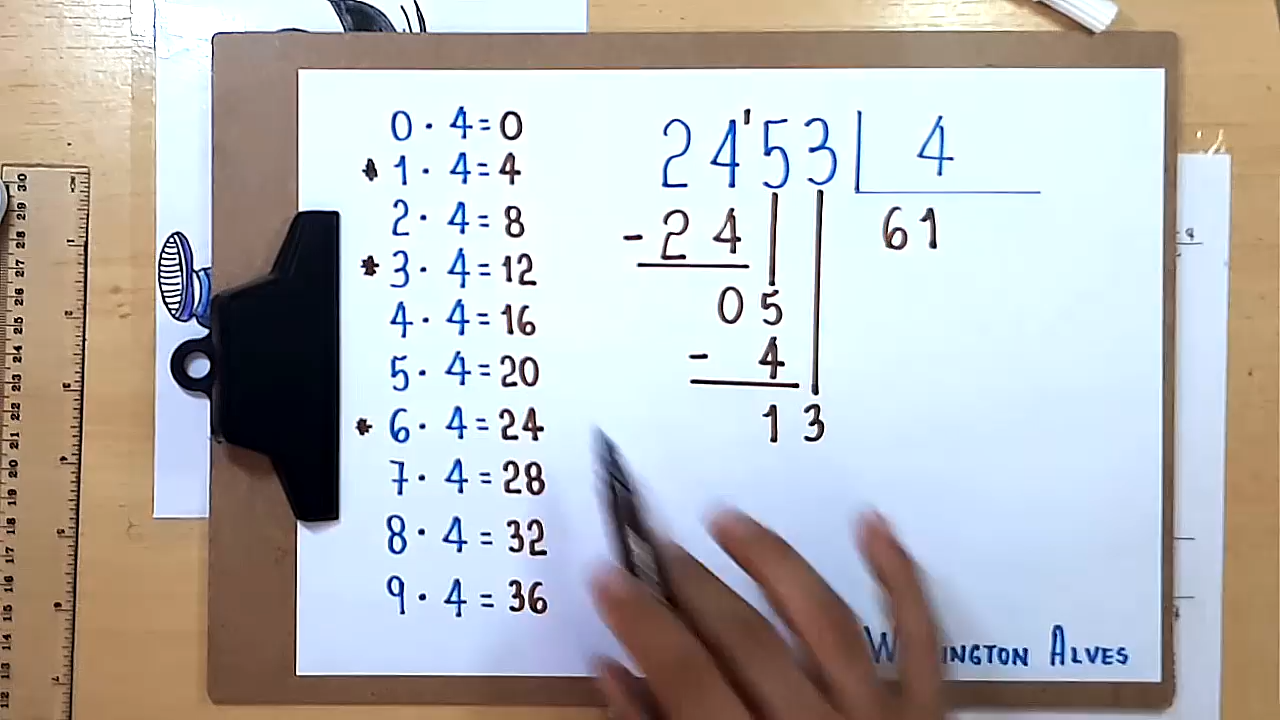 0 · 4 = 0
* 1 · 4 = 4
2 · 4 = 8
* 3 · 4 = 12
4 · 4 = 16
5 · 4 = 20
* 6 · 4 = 24
7 · 4 = 28
8 · 4 = 32
9 · 4 = 36
24'53 | 4
- 24 61
05
- 4
13
ALVES